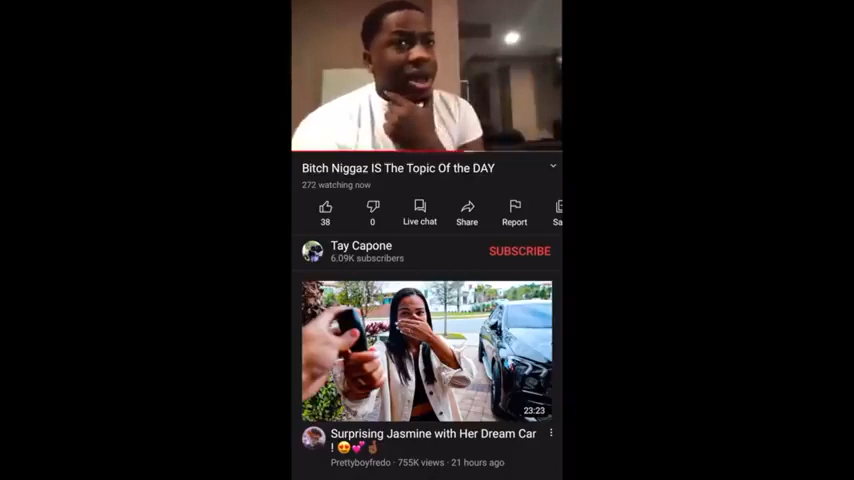 Bitch Niggaz IS The Topic Of the DAY
272 watching now
38
0
Live chat
Share
Report
Sa
Tay Capone
6.09K subscribers
SUBSCRIBE
23:23
Surprising Jasmine with Her Dream Car
! 😍💕🤞🏾
Prettyboyfredo · 755K views · 21 hours ago